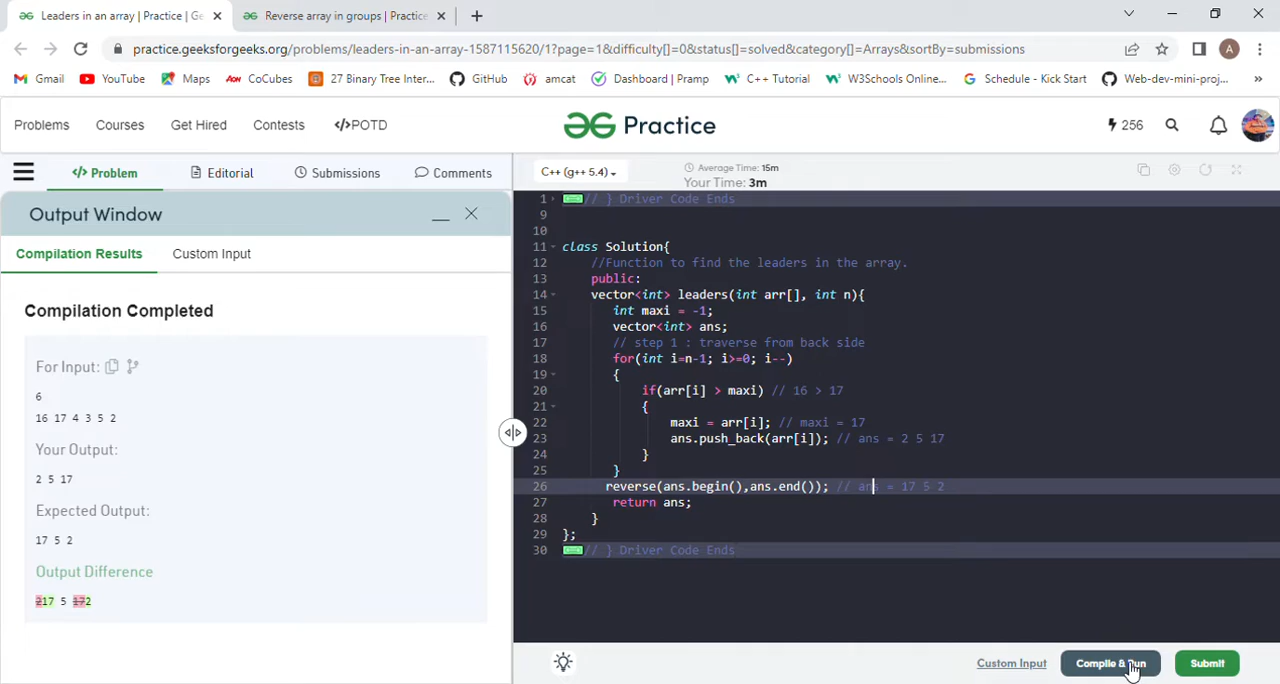 Leaders in an array | Practice | Ge
Reverse array in groups | Practice
practice.geeksforgeeks.org/problems/leaders-in-an-array-1587115620/1?page=1&difficulty[]=0&status[]=solved&category[]=Arrays&sortBy=submissions
A
Gmail YouTube Maps CoCubes 27 Binary Tree Inter... GitHub amcat Dashboard | Pramp C++ Tutorial W3Schools Online... Schedule - Kick Start Web-dev-mini-proj... »
Problems Courses Get Hired Contests </>POTD Practice 256
</> Problem Editorial Submissions Comments
C++ (g++ 5.4)
Average Time: 15m
Your Time: 3m
Output Window
Compilation Results Custom Input
Compilation Completed
For Input:
6
16 17 4 3 5 2
Your Output:
2 5 17
Expected Output:
17 5 2
Output Difference
217 5 172
1 // } Driver Code Ends
9
10
11 class Solution{
12 //Function to find the leaders in the array.
13 public:
14 vector<int> leaders(int arr[], int n){
15 int maxi = -1;
16 vector<int> ans;
17 // step 1 : traverse from back side
18 for(int i=n-1; i>=0; i--)
19 {
20 if(arr[i] > maxi) // 16 > 17
21 {
22 maxi = arr[i]; // maxi = 17
23 ans.push_back(arr[i]); // ans = 2 5 17
24 }
25 }
26 reverse(ans.begin(),ans.end()); // ans = 17 5 2
27 return ans;
28 }
29 };
30 // } Driver Code Ends
Custom Input Compile & Run Submit